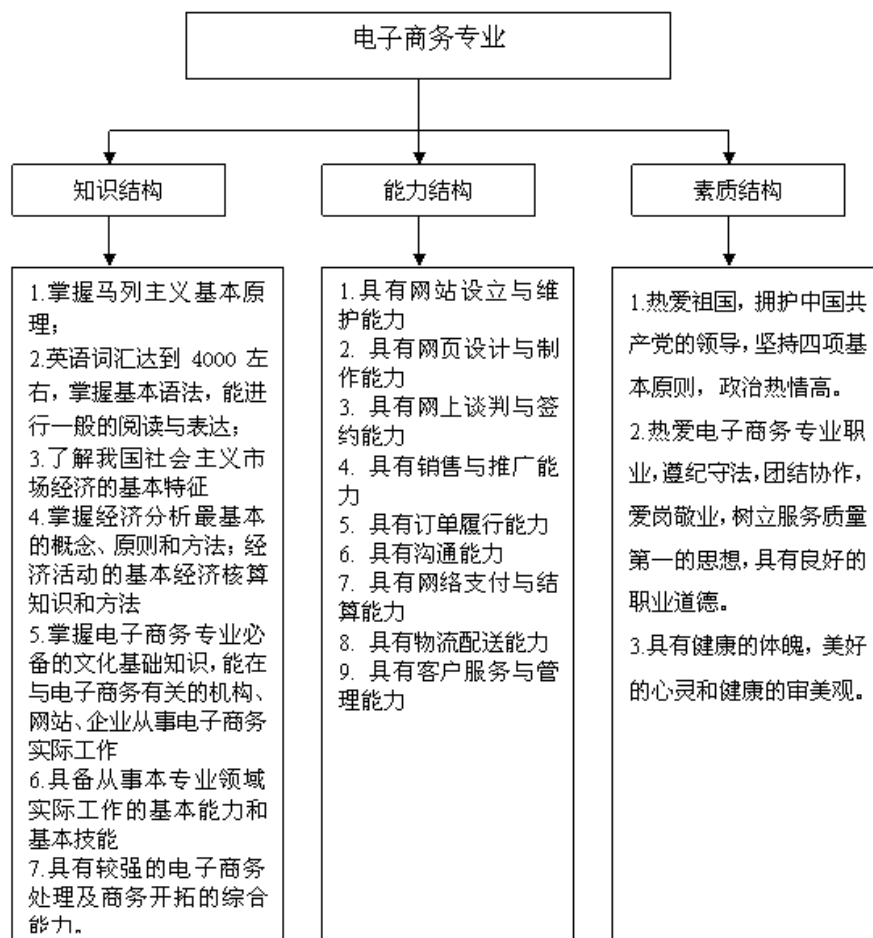 电子商务专业
知识结构
能力结构
素质结构
1.掌握马列主义基本原
理；
2.英语词汇达到 4000 左
右，掌握基本语法，能进
行一般的阅读与表达；
3.了解我国社会主义市
场经济的基本特征
4.掌握经济分析最基本
的概念、原则和方法；经
济活动的基本经济核算
知识和方法
5.掌握电子商务专业必
备的文化基础知识，能在
与电子商务有关的机构、
网站、企业从事电子商务
实际工作
6.具备从事本专业领域
实际工作的基本能力和
基本技能
7.具有较强的电子商务
处理及商务开拓的综合
能力。
1.具有网站设立与维
护能力
2. 具有网页设计与制
作能力
3. 具有网上谈判与签
约能力
4. 具有销售与推广能
力
5. 具有订单履行能力
6. 具有沟通能力
7. 具有网络支付与结
算能力
8. 具有物流配送能力
9. 具有客户服务与管
理能力
1.热爱祖国，拥护中国共
产党的领导，坚持四项基
本原则，政治热情高。
2.热爱电子商务专业职
业，遵纪守法，团结协作，
爱岗敬业，树立服务质量
第一的思想，具有良好的
职业道德。
3.具有健康的体魄，美好
的心灵和健康的审美观。